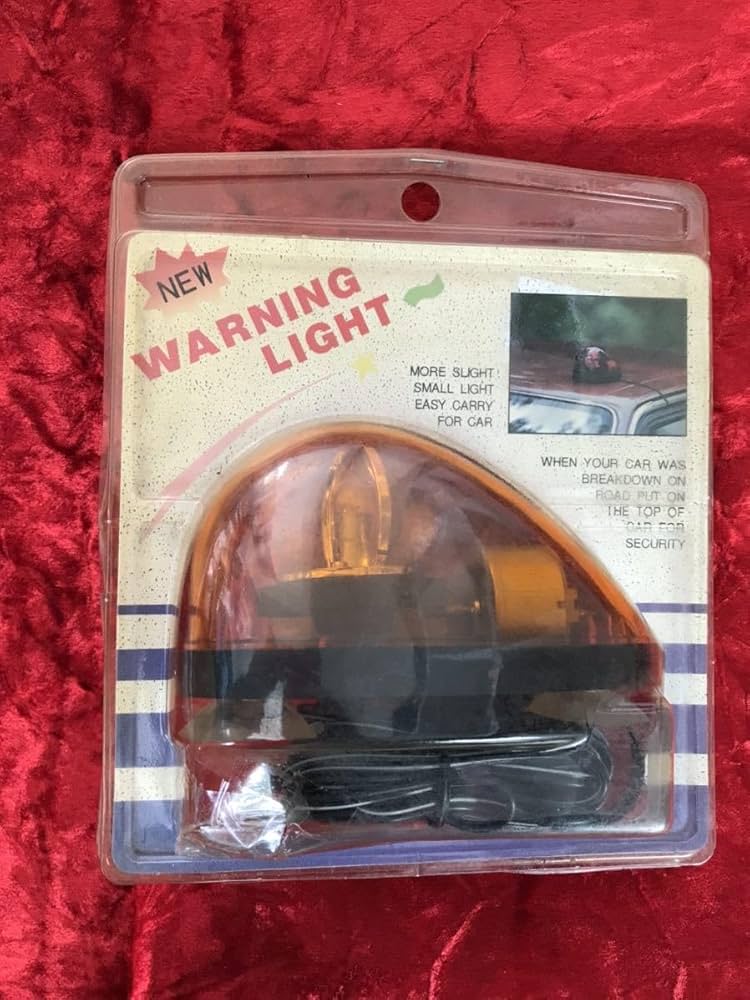 NEW
WARNING
LIGHT
MORE SLIGHT
SMALL LIGHT
EASY CARRY
FOR CAR
WHEN YOUR CAR WAS
BREAKDOWN ON
ROAD PUT ON
THE TOP OF
CAR FOR
SECURITY